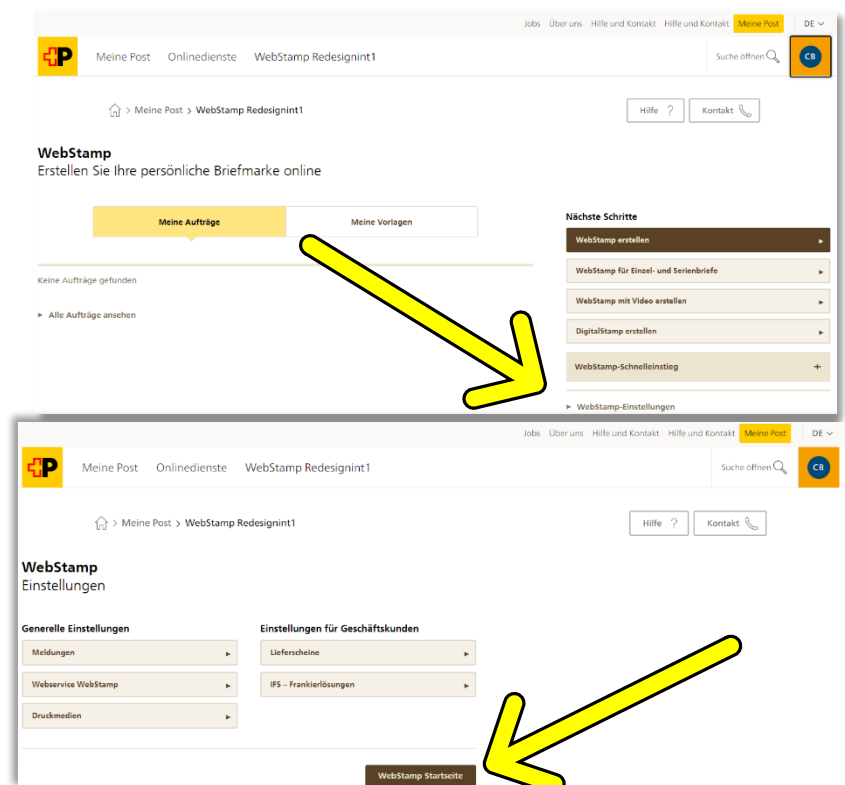 Jobs Über uns Hilfe und Kontakt Hilfe und Kontakt Meine Post DE
P Meine Post Onlinedienste WebStamp Redesignint1 Suche öffnen CB
> Meine Post > WebStamp Redesignint1 Hilfe ? Kontakt
WebStamp
Erstellen Sie Ihre persönliche Briefmarke online
Meine Aufträge Meine Vorlagen
Keine Aufträge gefunden
Alle Aufträge ansehen
Nächste Schritte
WebStamp erstellen
WebStamp für Einzel- und Serienbriefe
WebStamp mit Video erstellen
DigitalStamp erstellen
WebStamp-Schnelleinstieg +
WebStamp-Einstellungen
Jobs Über uns Hilfe und Kontakt Hilfe und Kontakt Meine Post DE
P Meine Post Onlinedienste WebStamp Redesignint1 Suche öffnen CB
> Meine Post > WebStamp Redesignint1 Hilfe ? Kontakt
WebStamp
Einstellungen
Generelle Einstellungen
Meldungen
Webservice WebStamp
Druckmedien
Einstellungen für Geschäftskunden
Lieferscheine
IFS – Frankierlösungen
WebStamp Startseite